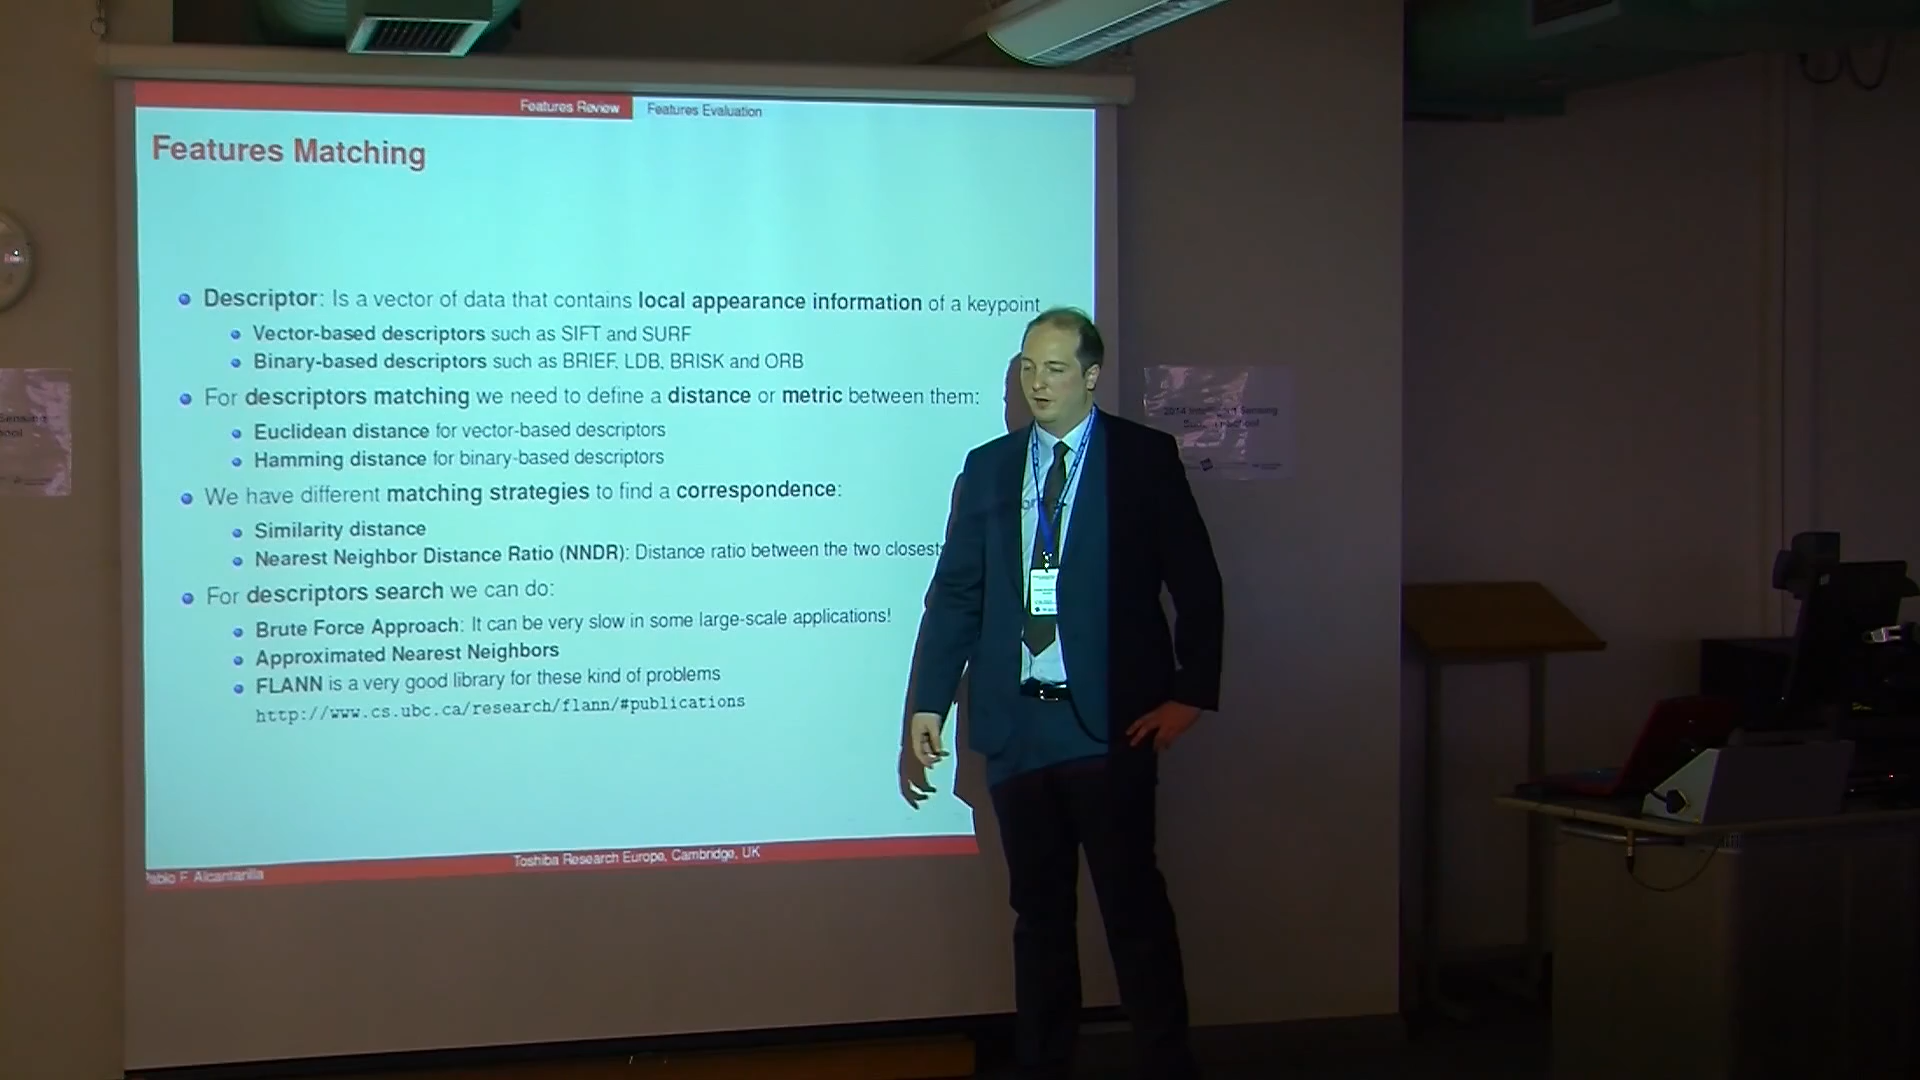 Features Review
Features Evaluation
Features Matching
Descriptor: Is a vector of data that contains local appearance information of a keypoint
Vector-based descriptors such as SIFT and SURF
Binary-based descriptors such as BRIEF, LDB, BRISK and ORB
For descriptors matching we need to define a distance or metric between them:
Euclidean distance for vector-based descriptors
Hamming distance for binary-based descriptors
We have different matching strategies to find a correspondence:
Similarity distance
Nearest Neighbor Distance Ratio (NNDR): Distance ratio between the two closest
For descriptors search we can do:
Brute Force Approach: It can be very slow in some large-scale applications!
Approximated Nearest Neighbors
FLANN is a very good library for these kind of problems
http://www.cs.ubc.ca/research/flann/#publications
Pablo F. Alcantarilla
Toshiba Research Europe, Cambridge, UK
2014 Intelligent Sensing
Summer School
Sensing